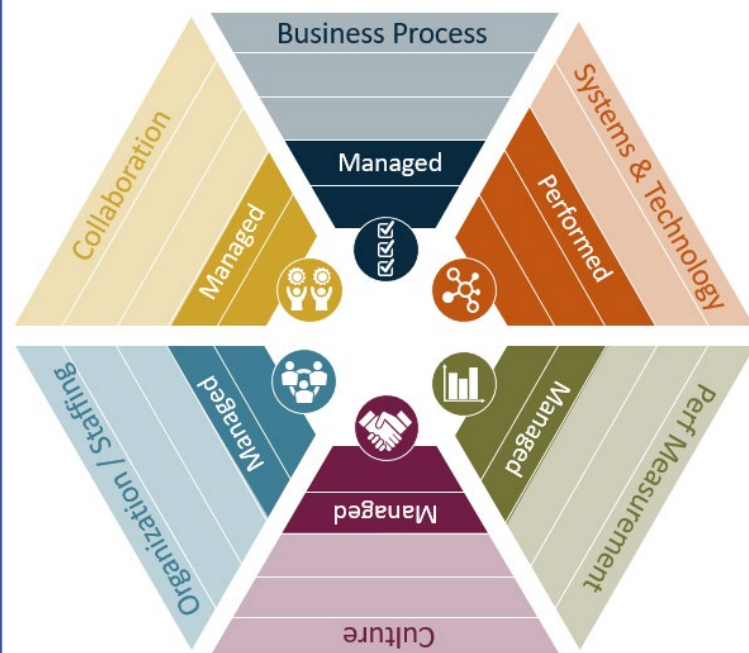 Business Process
Managed
Systems & Technology
Performed
Perf Measurement
Managed
Culture
Managed
Organization / Staffing
Managed
Collaboration
Managed